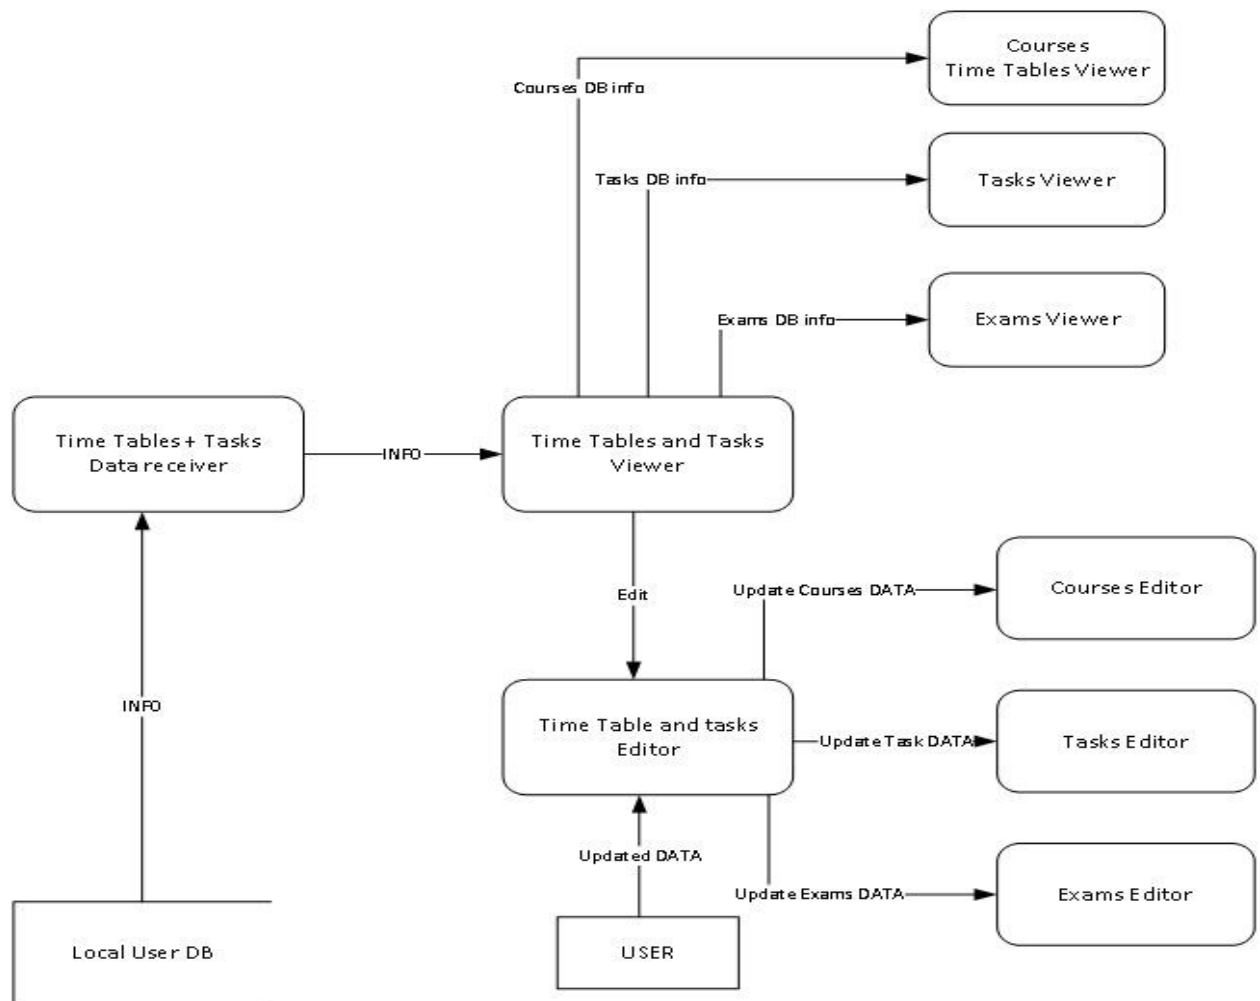 Courses
Time Tables Viewer
Courses DB info
Tasks DB info
Tasks Viewer
Exams DB info
Exams Viewer
Time Tables + Tasks
Data receiver
INFO
Time Tables and Tasks
Viewer
Edit
Update Courses DATA
Courses Editor
INFO
Time Table and tasks
Editor
Update Task DATA
Tasks Editor
Updated DATA
Update Exams DATA
Exams Editor
Local User DB
USER